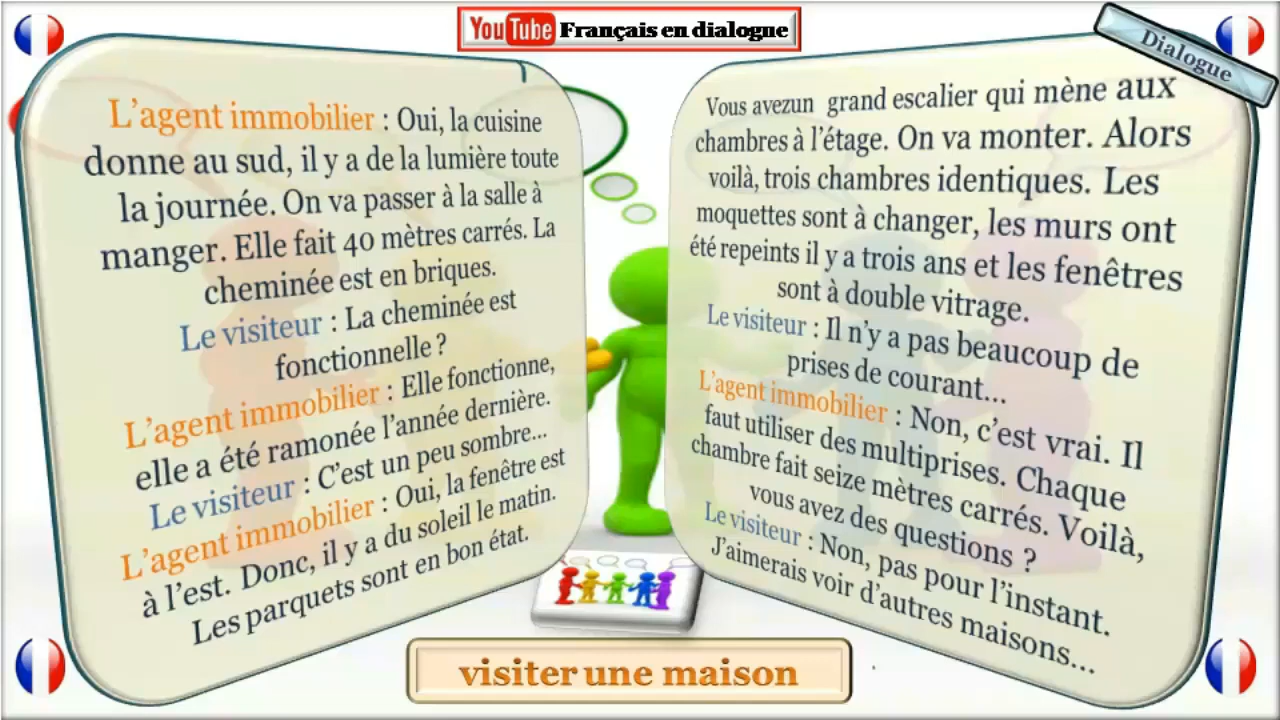 YouTube Français en dialogue
Dialogue
L'agent immobilier : Oui, la cuisine
donne au sud, il y a de la lumière toute
la journée. On va passer à la salle à
manger. Elle fait 40 mètres carrés. La
cheminée est en briques.
Le visiteur : La cheminée est
fonctionnelle ?
L'agent immobilier : Elle fonctionne,
elle a été ramonée l'année dernière.
Le visiteur : C'est un peu sombre...
L'agent immobilier : Oui, la fenêtre est
à l'est. Donc, il y a du soleil le matin.
Les parquets sont en bon état.
Vous avezun grand escalier qui mène aux
chambres à l'étage. On va monter. Alors
voilà, trois chambres identiques. Les
moquettes sont à changer, les murs ont
été repeints il y a trois ans et les fenêtres
sont à double vitrage.
Le visiteur : Il n'y a pas beaucoup de
prises de courant...
L'agent immobilier : Non, c'est vrai. Il
faut utiliser des multiprises. Chaque
chambre fait seize mètres carrés. Voilà,
vous avez des questions ?
Le visiteur : Non, pas pour l'instant.
J'aimerais voir d'autres maisons...
visiter une maison